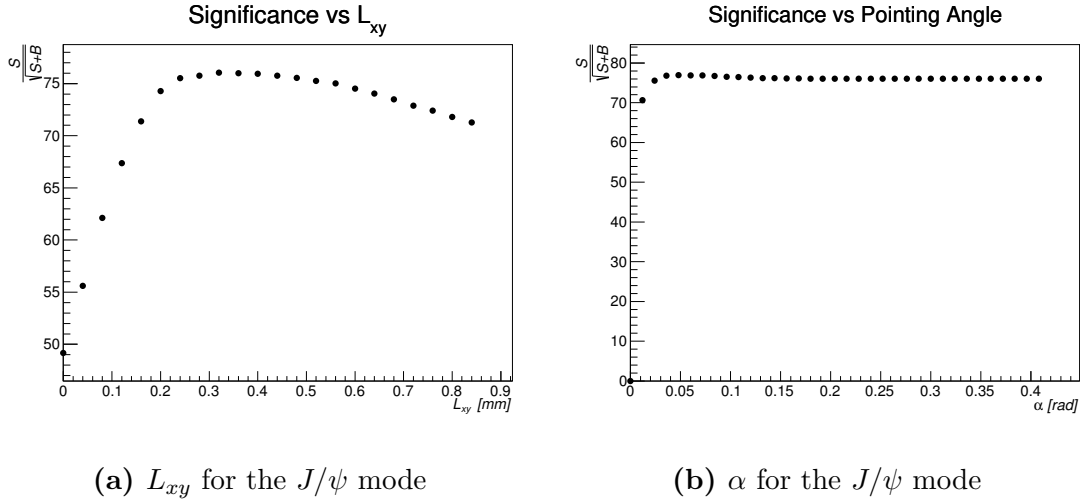 Significance vs L_xy
S
√S+B
75
70
65
60
55
50
0 0.1 0.2 0.3 0.4 0.5 0.6 0.7 0.8 0.9
L_xy [mm]
(a) L_xy for the J/ψ mode
Significance vs Pointing Angle
S
√S+B
80
70
60
50
40
30
20
10
0
0 0.05 0.1 0.15 0.2 0.25 0.3 0.35 0.4
α [rad]
(b) α for the J/ψ mode